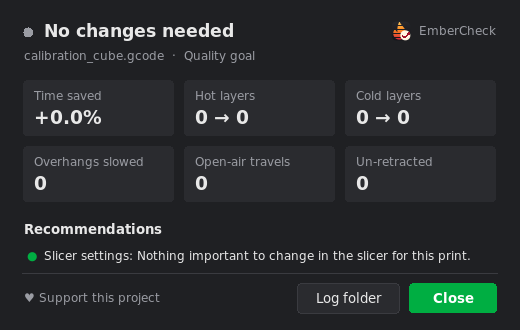 No changes needed
EmberCheck
calibration_cube.gcode · Quality goal
Time saved
+0.0%
Hot layers
0 → 0
Cold layers
0 → 0
Overhangs slowed
0
Open-air travels
0
Un-retracted
0
Recommendations
Slicer settings: Nothing important to change in the slicer for this print.
♥ Support this project
Log folder
Close